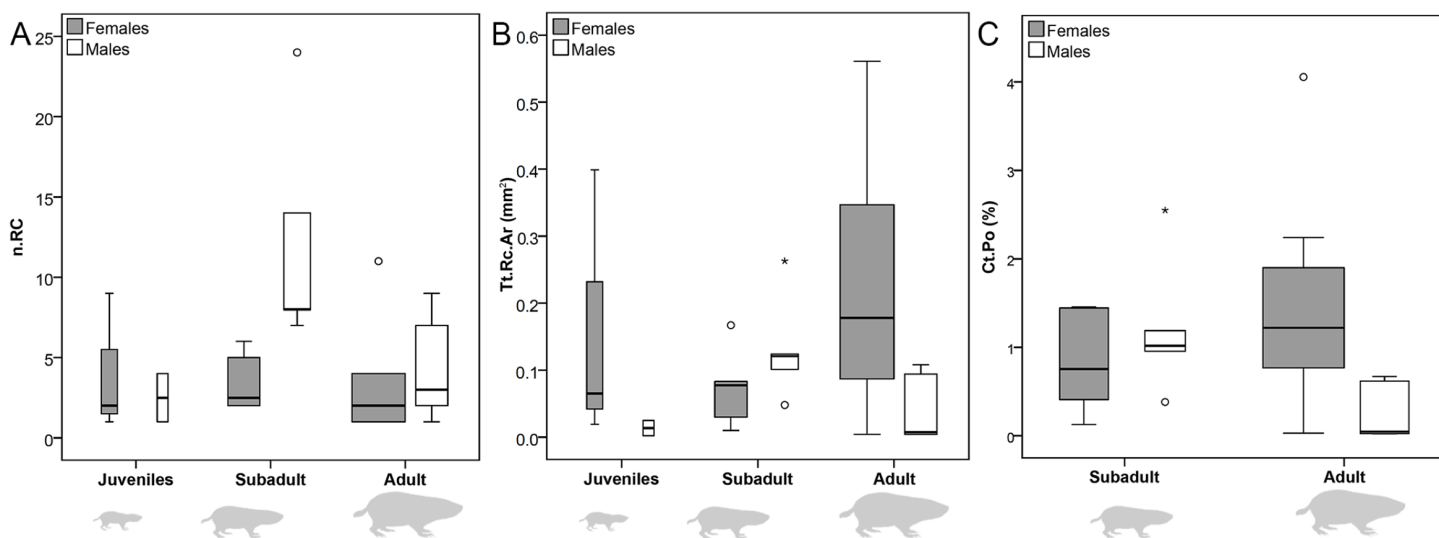 A
Females
Males
n.RC
25
20
15
10
5
0
Juveniles
Subadult
Adult
B
Females
Males
Tt.Rc.Ar (mm²)
0.6
0.5
0.4
0.3
0.2
0.1
0.0
Juveniles
Subadult
Adult
C
Females
Males
Ct.Po (%)
4
3
2
1
0
Subadult
Adult